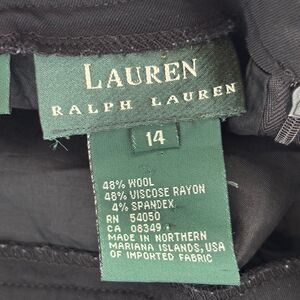 LAUREN
RALPH LAUREN
14
48% WOOL
48% VISCOSE RAYON
4% SPANDEX
RN 54050
CA 08349
MADE IN NORTHERN
MARIANA ISLANDS, USA
OF IMPORTED FABRIC